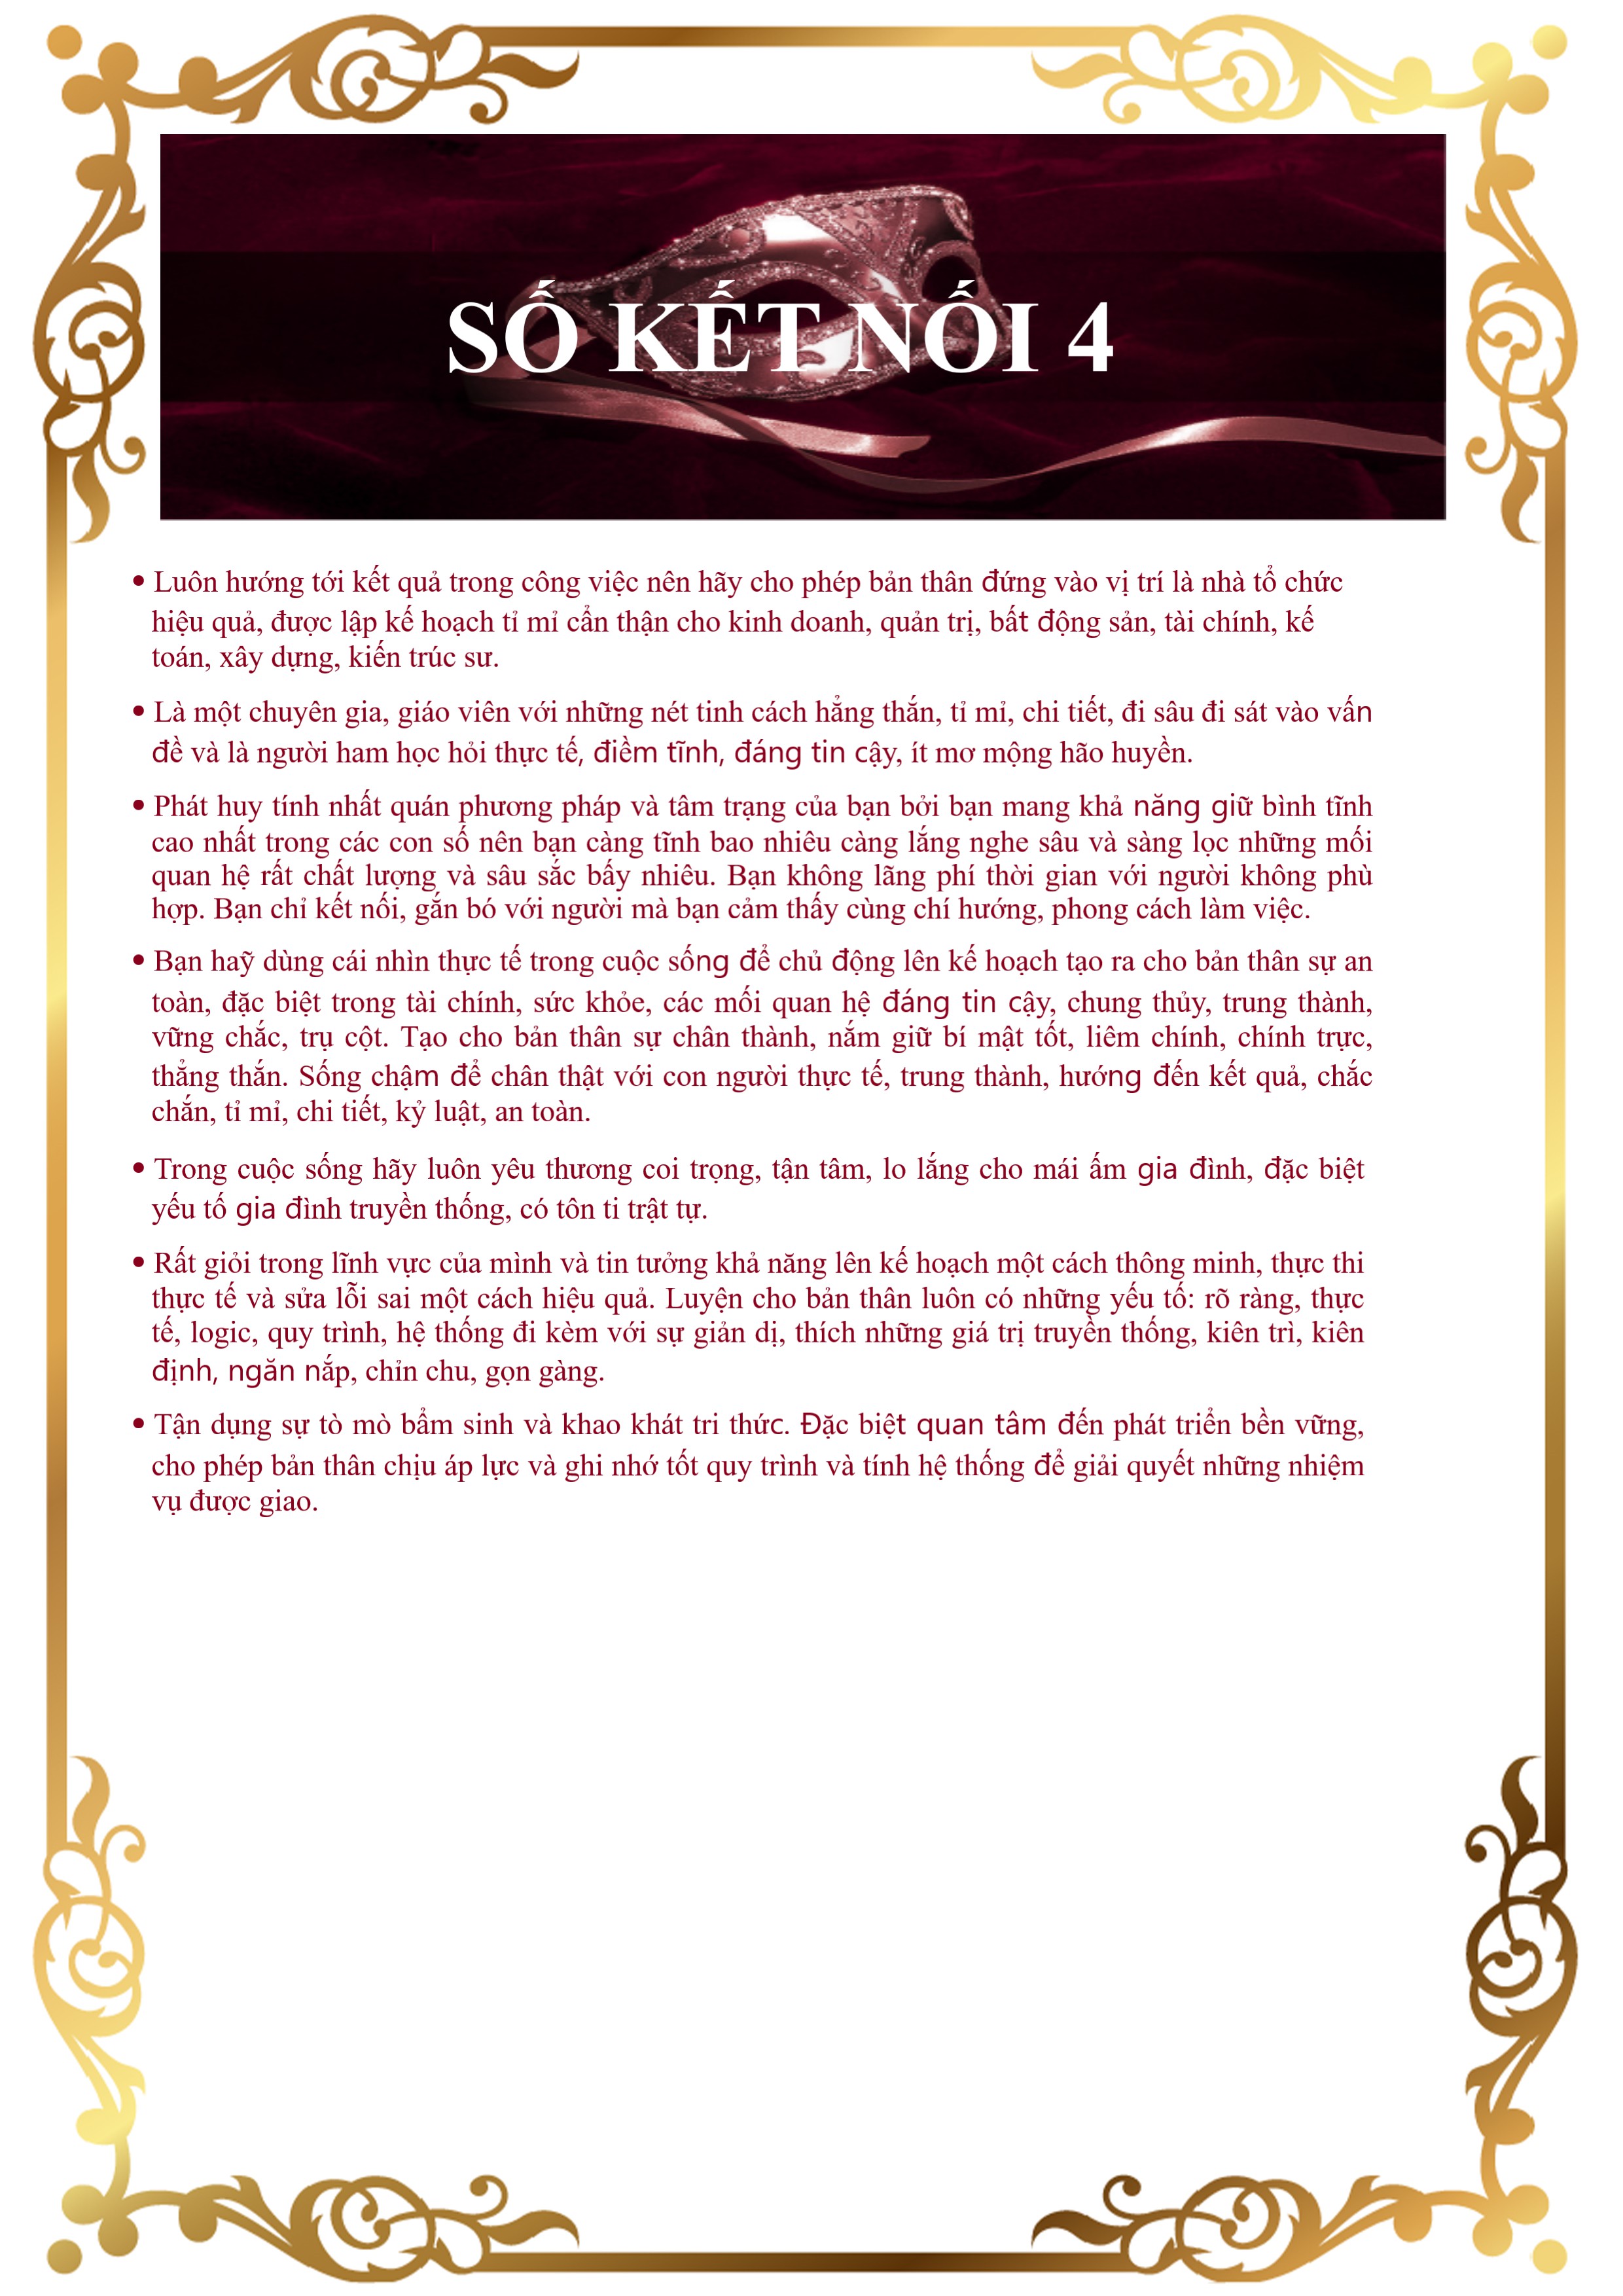 SỐ KẾT NỐI 4
• Luôn hướng tới kết quả trong công việc nên hãy cho phép bản thân đứng vào vị trí là nhà tổ chức
hiệu quả, được lập kế hoạch tỉ mỉ cẩn thận cho kinh doanh, quản trị, bất động sản, tài chính, kế
toán, xây dựng, kiến trúc sư.
• Là một chuyên gia, giáo viên với những nét tinh cách hẳng thắn, tỉ mỉ, chi tiết, đi sâu đi sát vào vấn
đề và là người ham học hỏi thực tế, điềm tĩnh, đáng tin cậy, ít mơ mộng hão huyền.
• Phát huy tính nhất quán phương pháp và tâm trạng của bạn bởi bạn mang khả năng giữ bình tĩnh
cao nhất trong các con số nên bạn càng tĩnh bao nhiêu càng lắng nghe sâu và sàng lọc những mối
quan hệ rất chất lượng và sâu sắc bấy nhiêu. Bạn không lãng phí thời gian với người không phù
hợp. Bạn chỉ kết nối, gắn bó với người mà bạn cảm thấy cùng chí hướng, phong cách làm việc.
• Bạn haỹ dùng cái nhìn thực tế trong cuộc sống để chủ động lên kế hoạch tạo ra cho bản thân sự an
toàn, đặc biệt trong tài chính, sức khỏe, các mối quan hệ đáng tin cậy, chung thủy, trung thành,
vững chắc, trụ cột. Tạo cho bản thân sự chân thành, nắm giữ bí mật tốt, liêm chính, chính trực,
thẳng thắn. Sống chậm để chân thật với con người thực tế, trung thành, hướng đến kết quả, chắc
chắn, tỉ mỉ, chi tiết, kỷ luật, an toàn.
• Trong cuộc sống hãy luôn yêu thương coi trọng, tận tâm, lo lắng cho mái ấm gia đình, đặc biệt
yếu tố gia đình truyền thống, có tôn ti trật tự.
• Rất giỏi trong lĩnh vực của mình và tin tưởng khả năng lên kế hoạch một cách thông minh, thực thi
thực tế và sửa lỗi sai một cách hiệu quả. Luyện cho bản thân luôn có những yếu tố: rõ ràng, thực
tế, logic, quy trình, hệ thống đi kèm với sự giản dị, thích những giá trị truyền thống, kiên trì, kiên
định, ngăn nắp, chỉn chu, gọn gàng.
• Tận dụng sự tò mò bẩm sinh và khao khát tri thức. Đặc biệt quan tâm đến phát triển bền vững,
cho phép bản thân chịu áp lực và ghi nhớ tốt quy trình và tính hệ thống để giải quyết những nhiệm
vụ được giao.